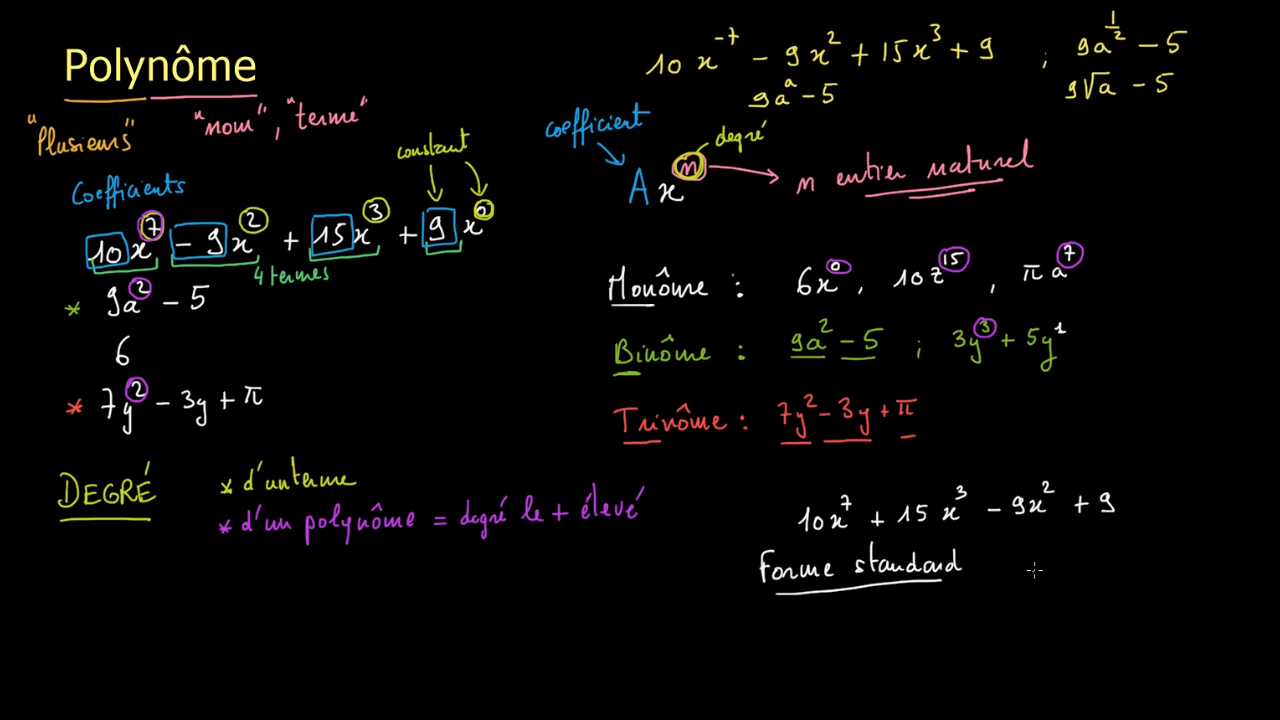 Polynôme
"Plusieurs" "nom", "terme"
Coefficients
constant
10x⁷ - 9x² + 15x³ + 9x⁰
4 termes
* 9a² - 5
6
* 7y² - 3y + π
DEGRÉ * d'un terme
* d'un polynôme = degré le + élevé
10x⁻⁷ - 9x² + 15x³ + 9 ; 9a^½ - 5
9aᵃ - 5 9√a - 5
coefficient degré
Axⁿ → n entier naturel
Monôme : 6x⁰, 10z¹⁵, πa⁷
Binôme : 9a² - 5 ; 3y³ + 5y¹
Trinôme : 7y² - 3y + π
10x⁷ + 15x³ - 9x² + 9
Forme standard